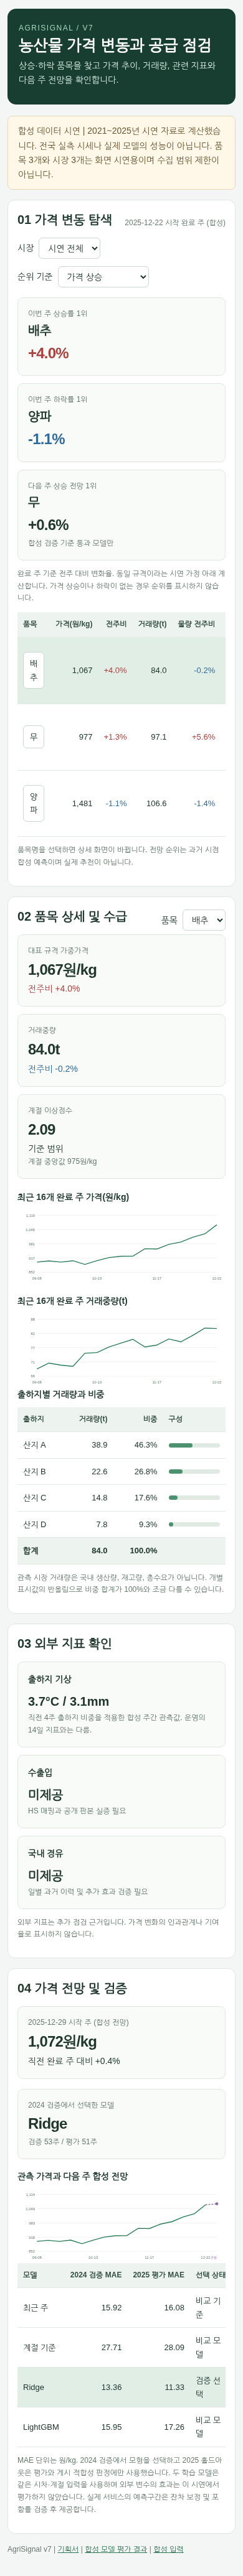 AGRISIGNAL / V7
농산물 가격 변동과 공급 점검
상승·하락 품목을 찾고 가격 추이, 거래량, 관련 지표와
다음 주 전망을 확인합니다.
합성 데이터 시연 | 2021~2025년 시연 자료로 계산했습
니다. 전국 실측 시세나 실제 모델의 성능이 아닙니다. 품
목 3개와 시장 3개는 화면 시연용이며 수집 범위 제한이
아닙니다.
01 가격 변동 탐색
2025-12-22 시작 완료 주 (합성)
시장 시연 전체
순위 기준 가격 상승
이번 주 상승률 1위
배추
+4.0%
이번 주 하락률 1위
양파
-1.1%
다음 주 상승 전망 1위
무
+0.6%
합성 검증 기준 통과 모델만
완료 주 기준 전주 대비 변화율. 동일 규격이라는 시연 가정 아래 계
산합니다. 가격이나 하락이 없는 경우 순위를 표시하지 않습니
다.
품목 가격(원/kg) 전주비 거래량(t) 물량 전주비
배추 1,067 +4.0% 84.0 -0.2%
무 977 +1.3% 97.1 +5.6%
양파 1,481 -1.1% 106.6 -1.4%
품목명을 선택하면 상세 화면이 바뀝니다. 전망 순위는 과거 시점
합성 예측이며 실제 추천이 아닙니다.
02 품목 상세 및 수급
품목 배추
대표 규격 가중가격
1,067원/kg
전주비 +4.0%
거래중량
84.0t
전주비 -0.2%
계절 이상점수
2.09
기준 범위
계절 중앙값 975원/kg
최근 16개 완료 주 가격(원/kg)
최근 16개 완료 주 거래중량(t)
출하지별 거래량과 비중
출하지 거래량(t) 비중 구성
산지 A 38.9 46.3%
산지 B 22.6 26.8%
산지 C 14.8 17.6%
산지 D 7.8 9.3%
합계 84.0 100.0%
관측 시장 거래량은 국내 생산량, 재고량, 총수요가 아닙니다. 개별
표시값의 반올림으로 비중 합계가 100%와 조금 다를 수 있습니다.
03 외부 지표 확인
출하지 기상
3.7°C / 3.1mm
직전 4주 출하지 비중을 적용한 합성 주간 관측값. 운영의
14일 지표와는 다름.
수출입
미제공
HS 매핑과 공개 판본 실증 필요
국내 경유
미제공
일별 과거 이력 및 추가 효과 검증 필요
외부 지표는 추가 점검 근거입니다. 가격 변화의 인과관계나 기여
율로 표시하지 않습니다.
04 가격 전망 및 검증
2025-12-29 시작 주 (합성 전망)
1,072원/kg
직전 완료 주 대비 +0.4%
2024 검증에서 선택한 모델
Ridge
검증 53주 / 평가 51주
관측 가격과 다음 주 합성 전망
모델 2024 검증 MAE 2025 평가 MAE 선택 상태
최근 주 15.92 16.08 비교 기준
계절 기준 27.71 28.09 비교 모델
Ridge 13.36 11.33 검증 선택
LightGBM 15.95 17.26 비교 모델
MAE 단위는 원/kg. 2024 검증에서 모형을 선택하고 2025 홀드아
웃은 평가와 게시 적합성 판정에만 사용했습니다. 두 학습 모델은
같은 시차·계절 입력을 사용하며 외부 변수의 효과는 이 시연에서
평가하지 않았습니다. 실제 서비스의 예측구간은 잔차 보정 및 포
함률 검증 후 제공합니다.
AgriSignal v7 | 기획서 | 합성 모델 평가 결과 | 합성 입력